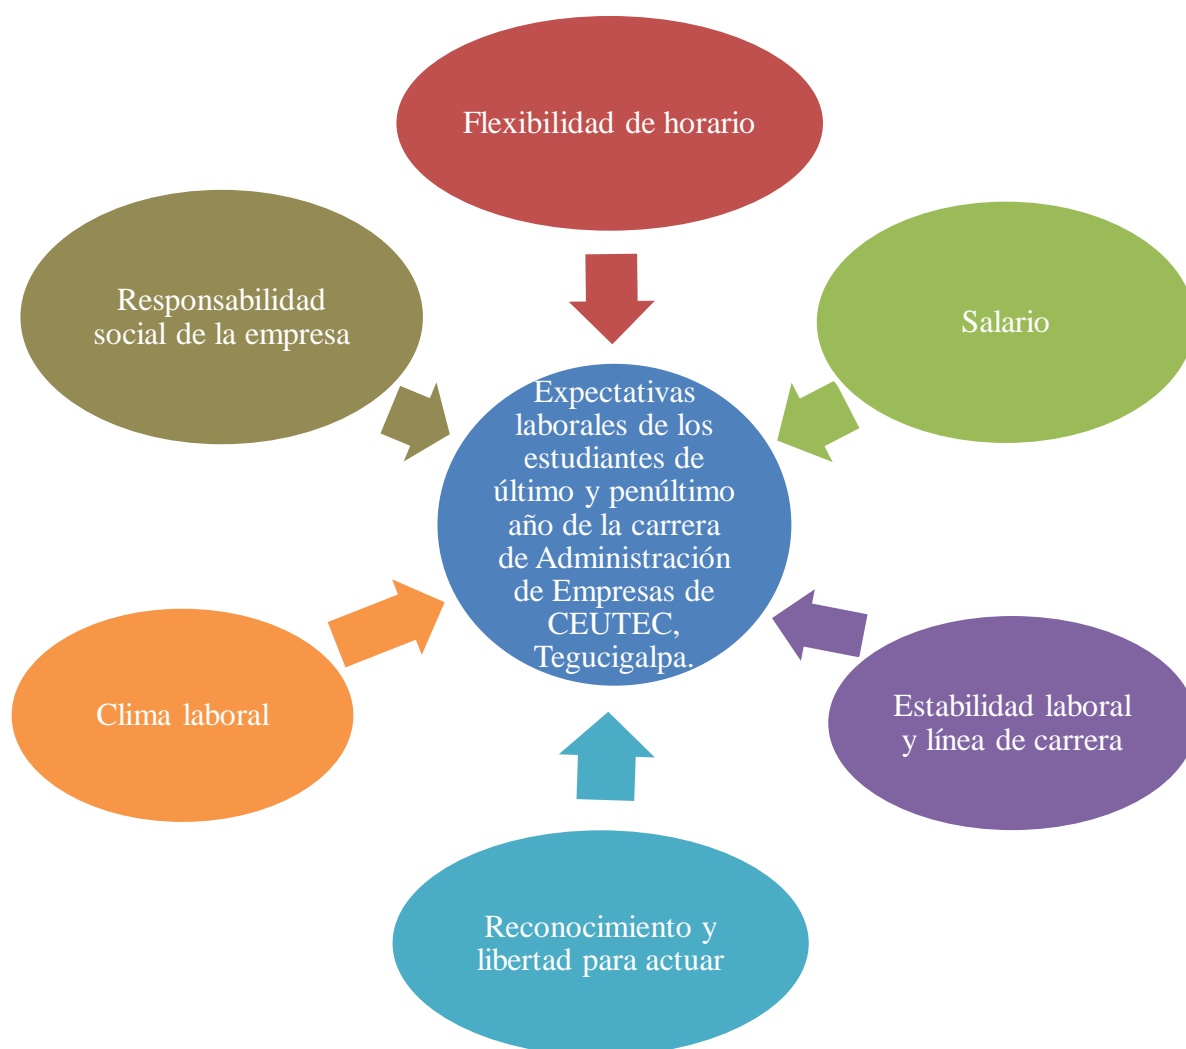 Flexibilidad de horario
Responsabilidad
social de la empresa
Salario
Expectativas
laborales de los
estudiantes de
último y penúltimo
año de la carrera
de Administración
de Empresas de
CEUTEC,
Tegucigalpa.
Clima laboral
Estabilidad laboral
y línea de carrera
Reconocimiento y
libertad para actuar